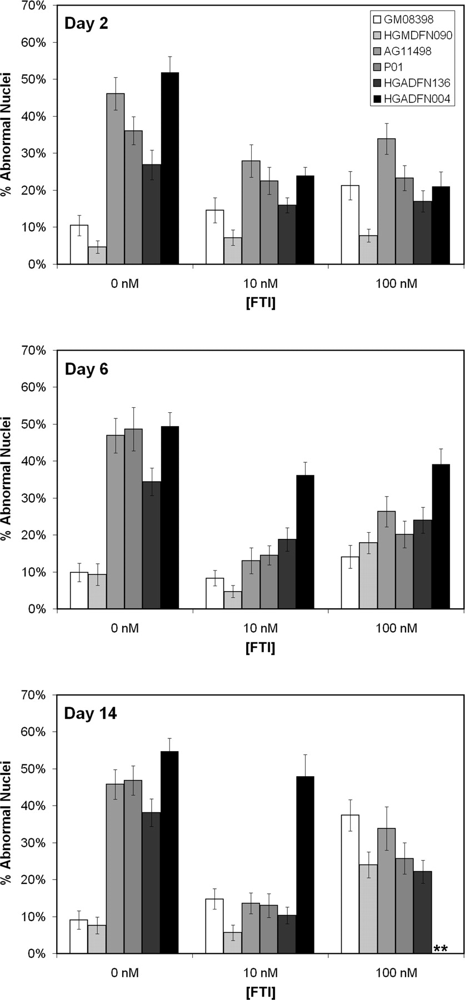 Day 2
% Abnormal Nuclei
70%
60%
50%
40%
30%
20%
10%
0%
GM08398
HGMDFN090
AG11498
P01
HGADFN136
HGADFN004
0 nM
10 nM
100 nM
[FTI]
Day 6
% Abnormal Nuclei
70%
60%
50%
40%
30%
20%
10%
0%
0 nM
10 nM
100 nM
[FTI]
Day 14
% Abnormal Nuclei
70%
60%
50%
40%
30%
20%
10%
0%
**
0 nM
10 nM
100 nM
[FTI]